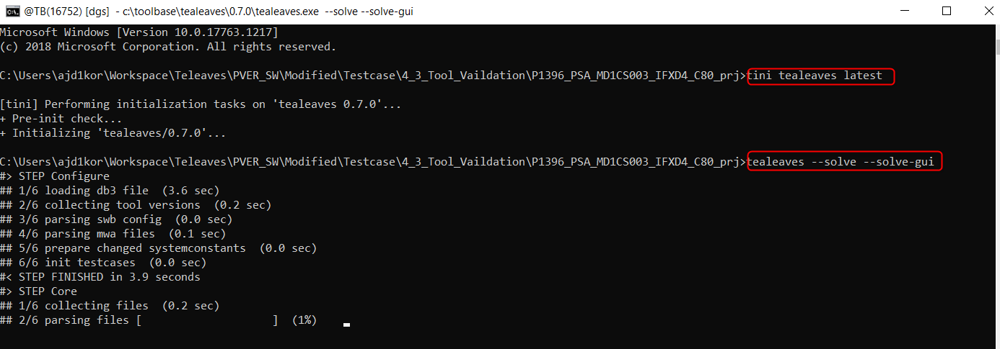 @TB(16752) [dgs]  - c:\toolbase\tealeaves\0.7.0\tealeaves.exe  --solve --solve-gui
Microsoft Windows [Version 10.0.17763.1217]
(c) 2018 Microsoft Corporation. All rights reserved.
C:\Users\ajd1kor\Workspace\Teleaves\PVER_SW\Modified\Testcase\4_3_Tool_Vaildation\P1396_PSA_MD1CS003_IFXD4_C80_prj>tini tealeaves latest
[tini] Performing initialization tasks on 'tealeaves 0.7.0'...
+ Pre-init check...
+ Initializing 'tealeaves/0.7.0'...
C:\Users\ajd1kor\Workspace\Teleaves\PVER_SW\Modified\Testcase\4_3_Tool_Vaildation\P1396_PSA_MD1CS003_IFXD4_C80_prj>tealeaves --solve --solve-gui
#> STEP Configure
## 1/6 loading db3 file  (3.6 sec)
## 2/6 collecting tool versions  (0.2 sec)
## 3/6 parsing swb config  (0.0 sec)
## 4/6 parsing mwa files  (0.1 sec)
## 5/6 prepare changed systemconstants  (0.0 sec)
## 6/6 init testcases  (0.0 sec)
#< STEP FINISHED in 3.9 seconds
#> STEP Core
## 1/6 collecting files  (0.2 sec)
## 2/6 parsing files [                    ]  (1%)